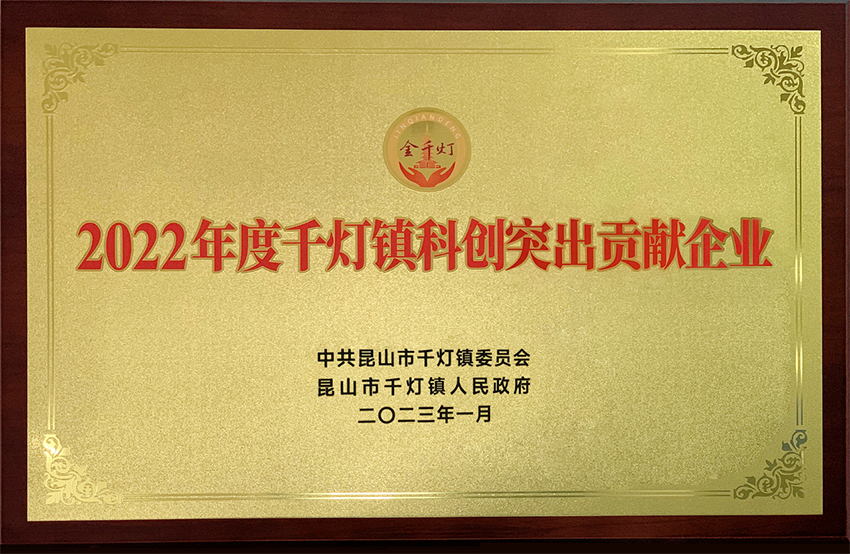 JINQIANDENG
金千灯
2022年度千灯镇科创突出贡献企业
中共昆山市千灯镇委员会
昆山市千灯镇人民政府
二〇二三年一月